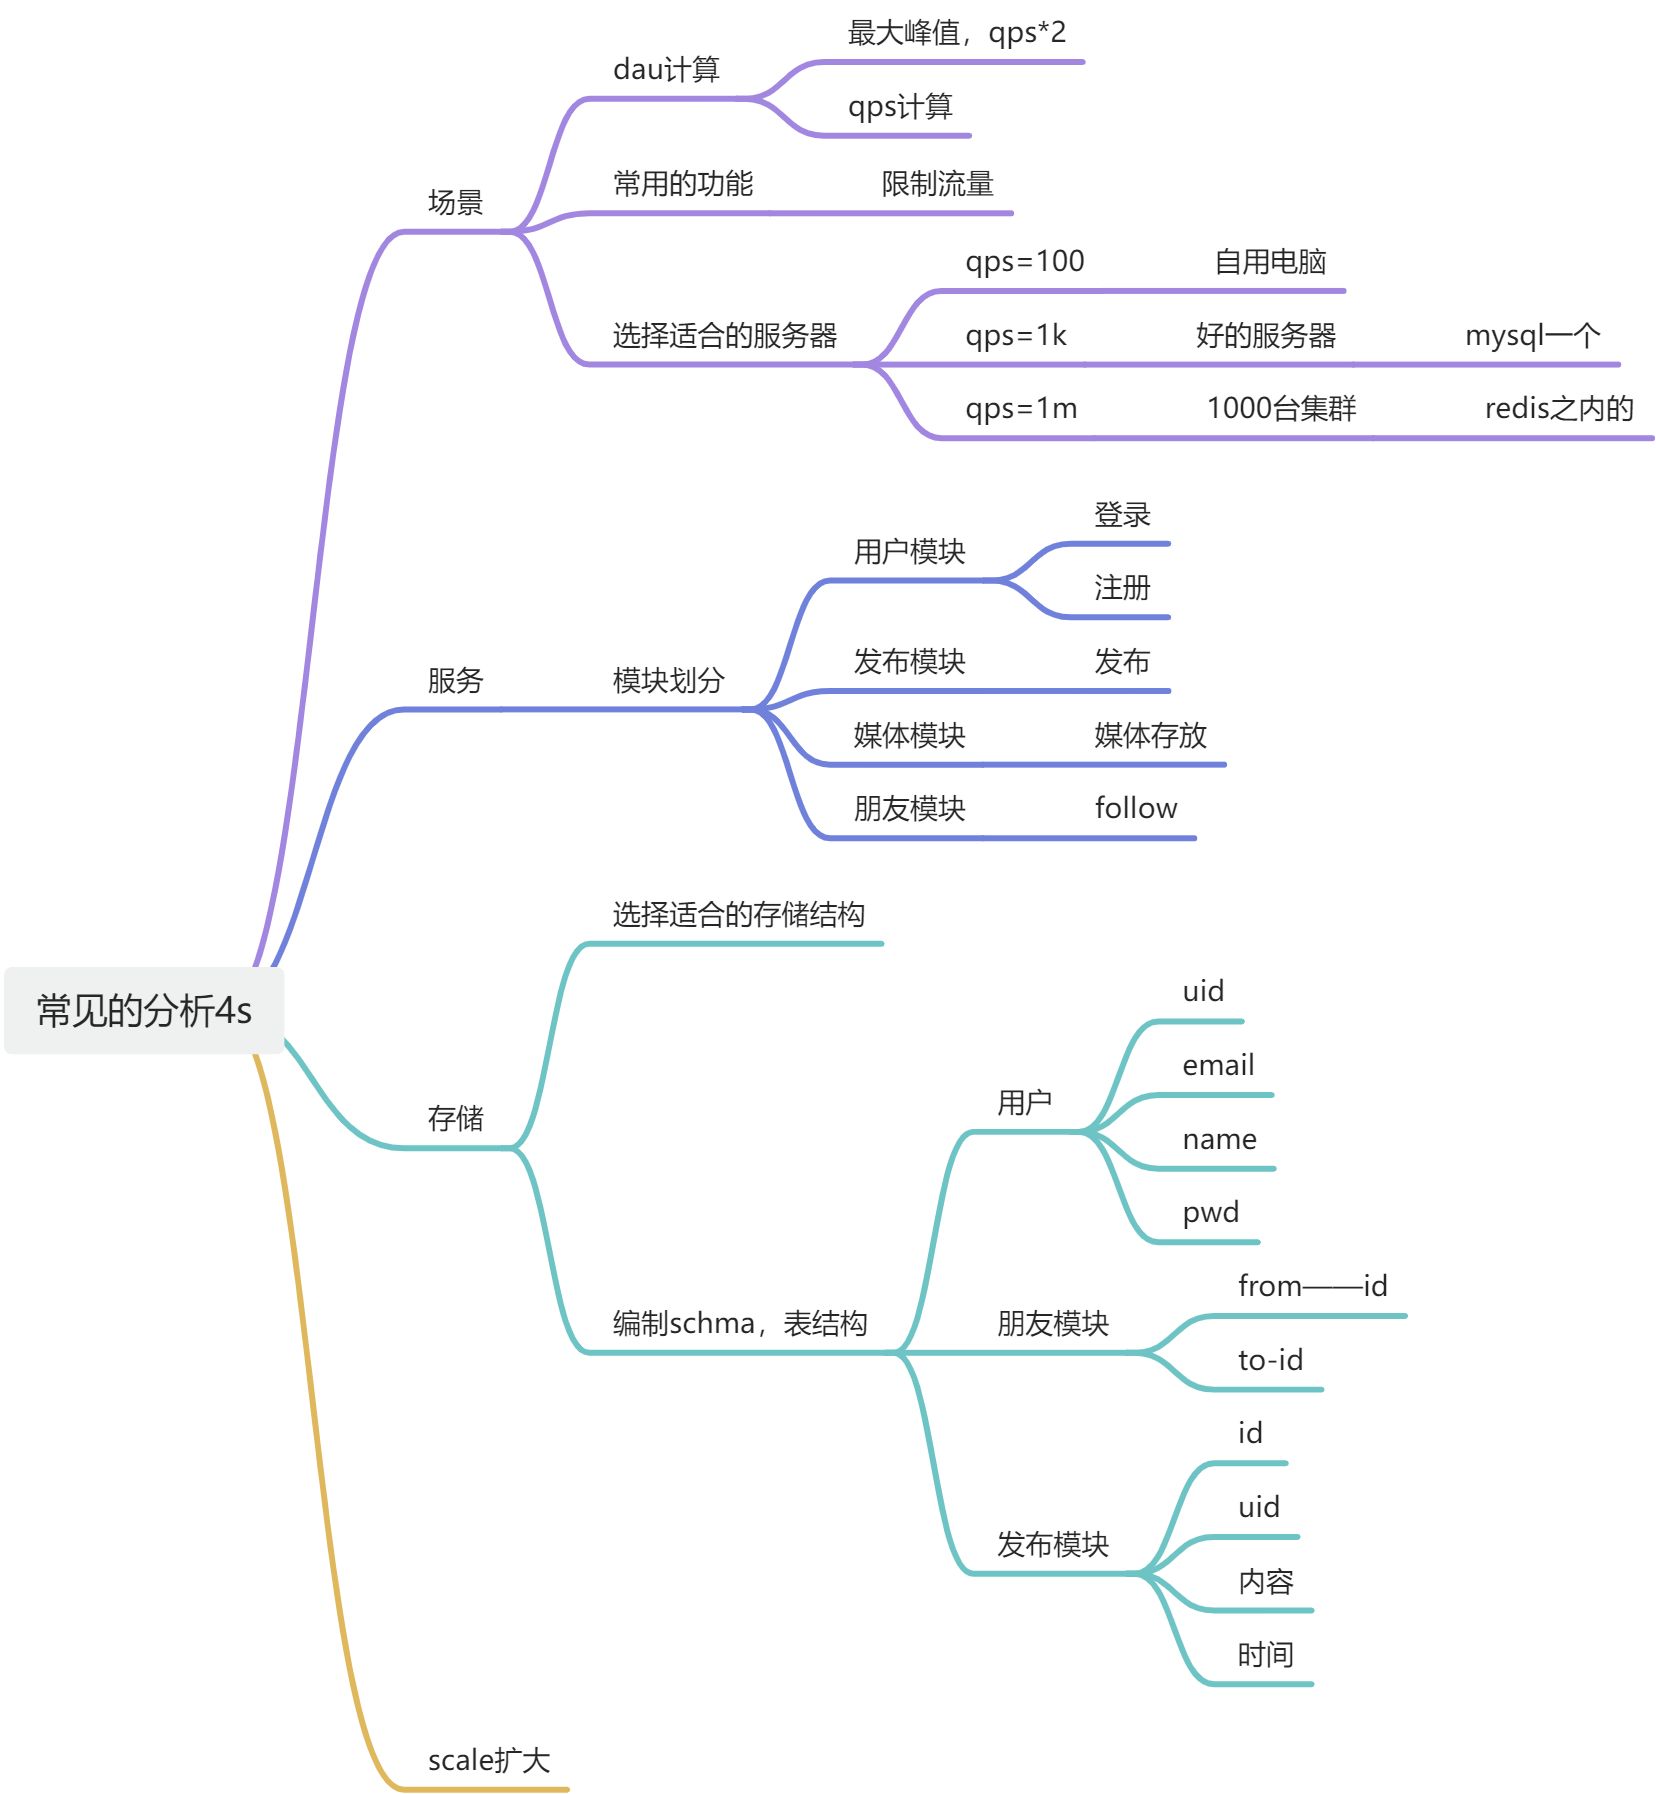 最大峰值，qps*2
dau计算
qps计算
常用的功能
限制流量
场景
qps=100
自用电脑
选择适合的服务器
qps=1k
好的服务器
mysql一个
qps=1m
1000台集群
redis之内的
登录
用户模块
注册
发布模块
发布
服务
模块划分
媒体模块
媒体存放
朋友模块
follow
选择适合的存储结构
常见的分析4s
uid
email
用户
name
pwd
存储
from——id
编制schma，表结构
朋友模块
to-id
id
uid
发布模块
内容
时间
scale扩大